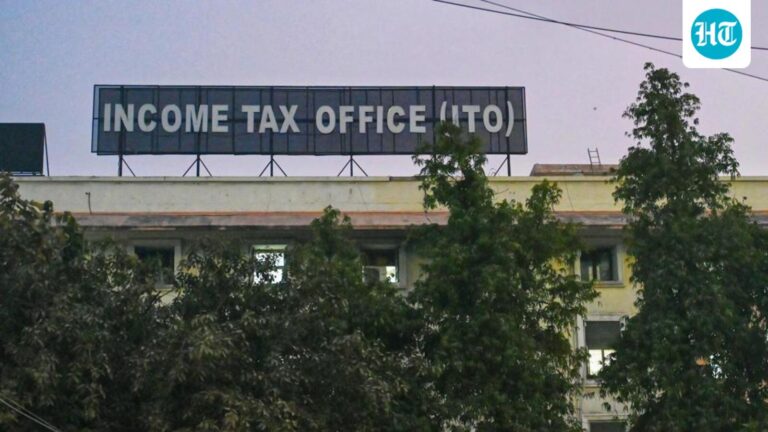 HT
INCOME TAX OFFICE (ITO)